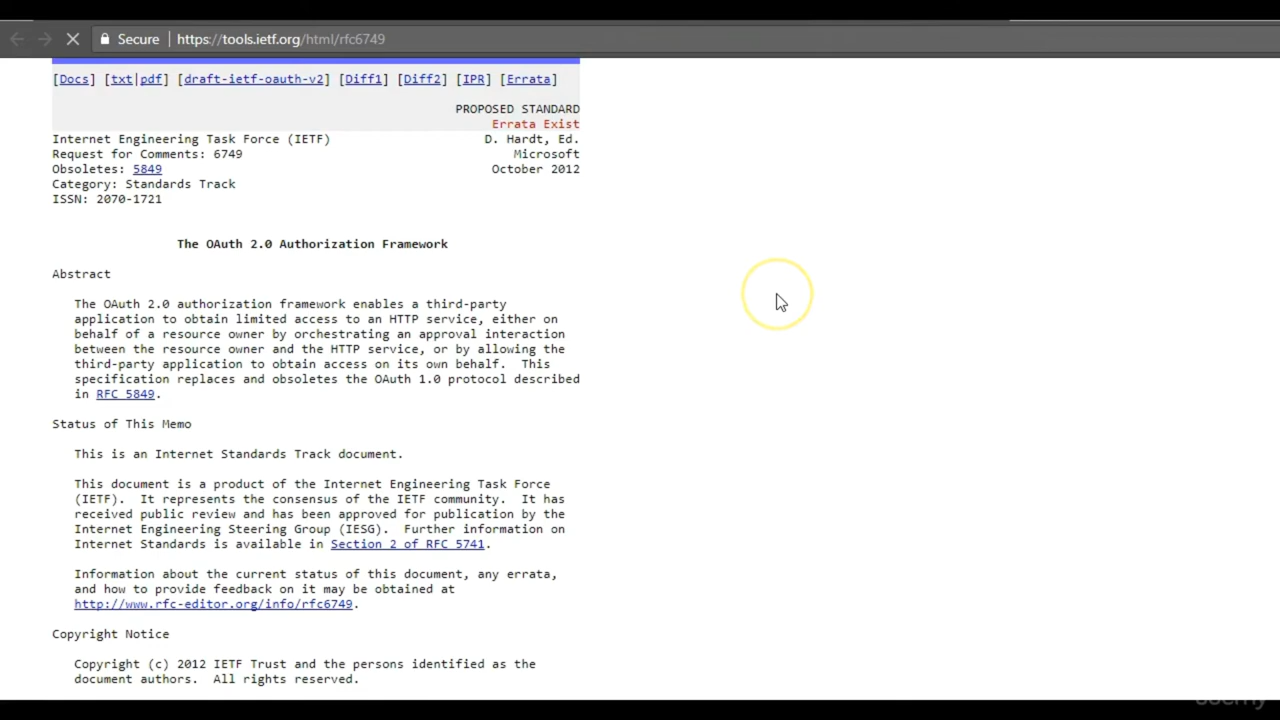 Secure https://tools.ietf.org/html/rfc6749
[Docs] [txt|pdf] [draft-ietf-oauth-v2] [Diff1] [Diff2] [IPR] [Errata]
PROPOSED STANDARD
Errata Exist
Internet Engineering Task Force (IETF) D. Hardt, Ed.
Request for Comments: 6749 Microsoft
Obsoletes: 5849 October 2012
Category: Standards Track
ISSN: 2070-1721
The OAuth 2.0 Authorization Framework
Abstract
The OAuth 2.0 authorization framework enables a third-party
application to obtain limited access to an HTTP service, either on
behalf of a resource owner by orchestrating an approval interaction
between the resource owner and the HTTP service, or by allowing the
third-party application to obtain access on its own behalf. This
specification replaces and obsoletes the OAuth 1.0 protocol described
in RFC 5849.
Status of This Memo
This is an Internet Standards Track document.
This document is a product of the Internet Engineering Task Force
(IETF). It represents the consensus of the IETF community. It has
received public review and has been approved for publication by the
Internet Engineering Steering Group (IESG). Further information on
Internet Standards is available in Section 2 of RFC 5741.
Information about the current status of this document, any errata,
and how to provide feedback on it may be obtained at
http://www.rfc-editor.org/info/rfc6749.
Copyright Notice
Copyright (c) 2012 IETF Trust and the persons identified as the
document authors. All rights reserved.